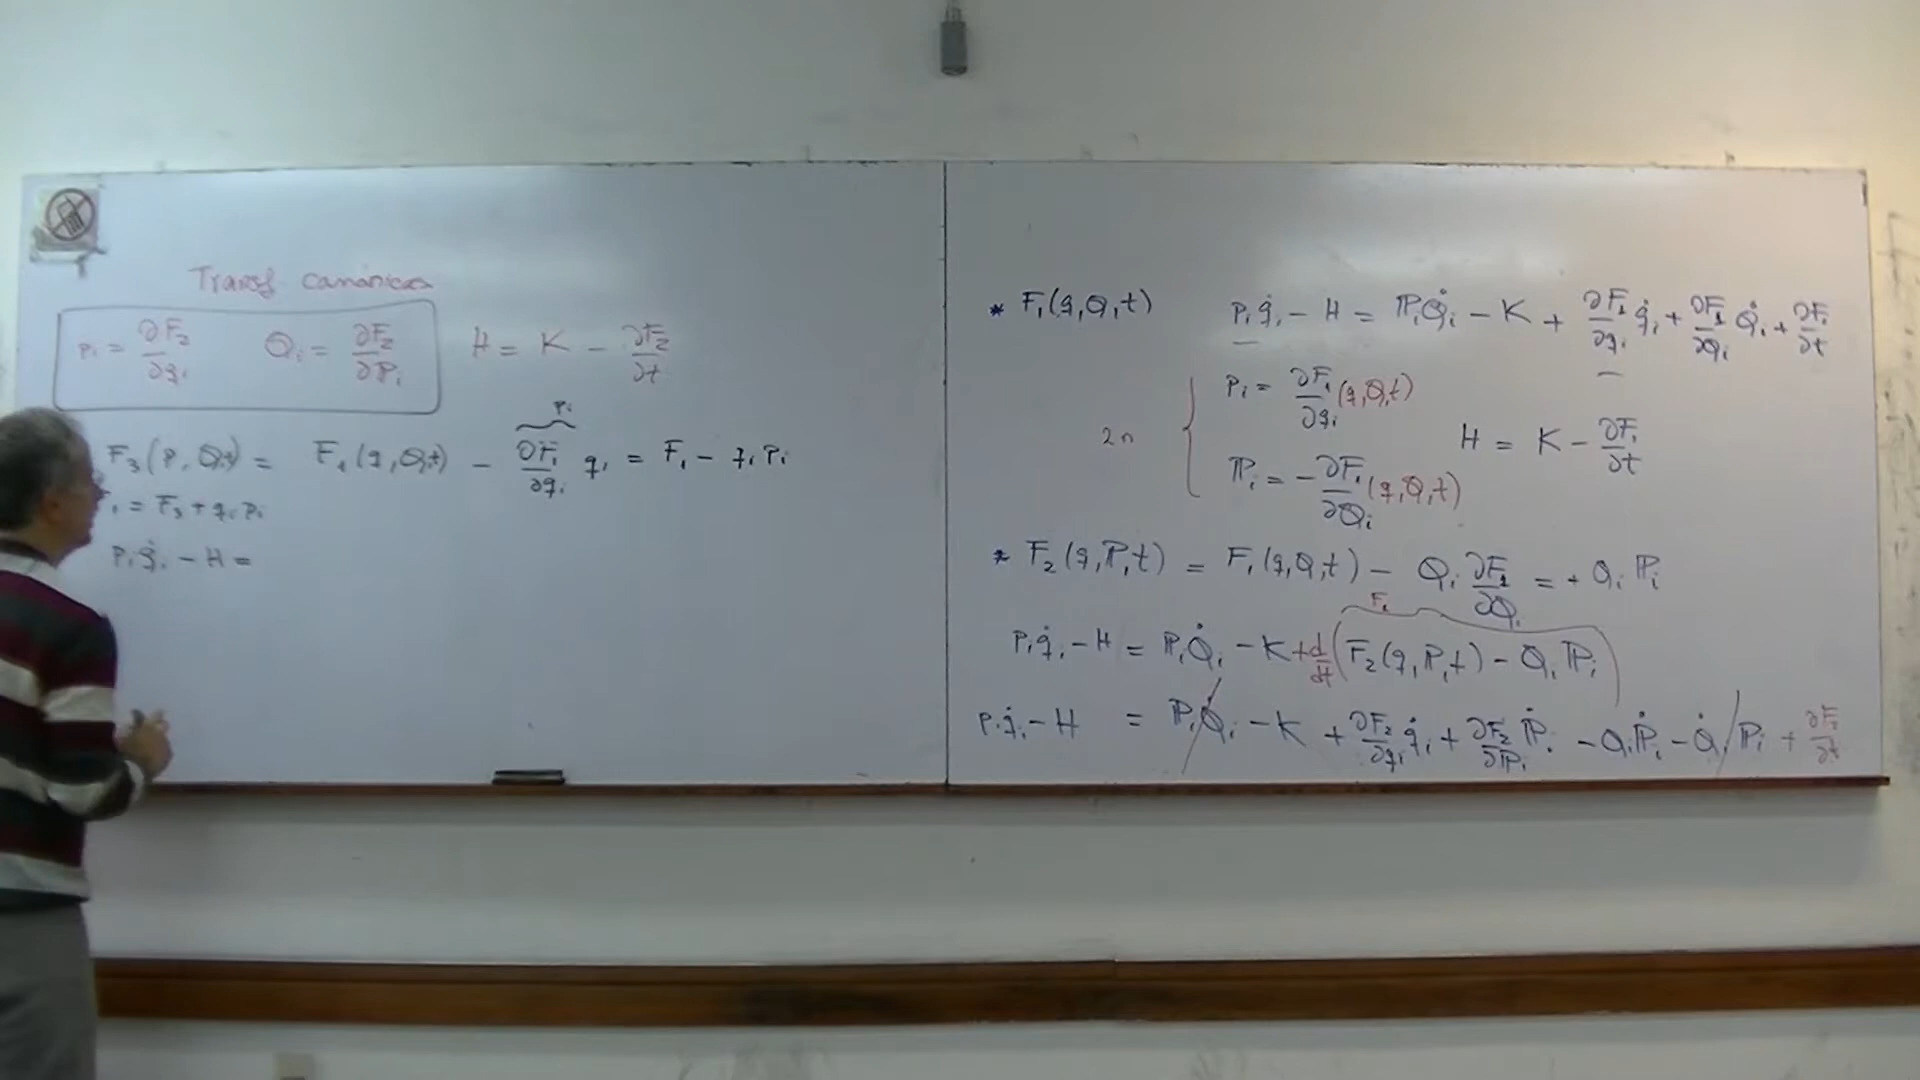 Transf canónicas
pᵢ = ∂F₂/∂qᵢ   Qᵢ = ∂F₂/∂ℙᵢ   H = K − ∂F₂/∂t
pᵢ
F₃(p, Q,t) = F₁(q,Q,t) − ∂F₁/∂qᵢ qᵢ = F₁ − qᵢ pᵢ
₁ = F₃ + qᵢ pᵢ
pᵢ q̇ᵢ − H =
* F₁(q,Q,t)   pᵢ q̇ᵢ − H = ℙᵢ Q̇ᵢ − K + ∂F₁/∂qᵢ q̇ᵢ + ∂F₁/∂Qᵢ Q̇ᵢ + ∂F₁/∂t
pᵢ = ∂F₁/∂qᵢ (q,Q,t)
2n   H = K − ∂F₁/∂t
ℙᵢ = −∂F₁/∂Qᵢ (q,Q,t)
* F₂(q,ℙ,t) = F₁(q,Q,t) − Qᵢ ∂F₁/∂Qᵢ = + Qᵢ ℙᵢ
F₁
pᵢ q̇ᵢ − H = ℙᵢ Q̇ᵢ − K + d/dt (F₂(q,ℙ,t) − Qᵢ ℙᵢ)
pᵢ q̇ᵢ − H = ℙᵢ Q̇ᵢ − K + ∂F₂/∂qᵢ q̇ᵢ + ∂F₂/∂ℙᵢ ℙ̇ᵢ − Qᵢ ℙ̇ᵢ − Q̇ᵢ ℙᵢ + ∂F₂/∂t